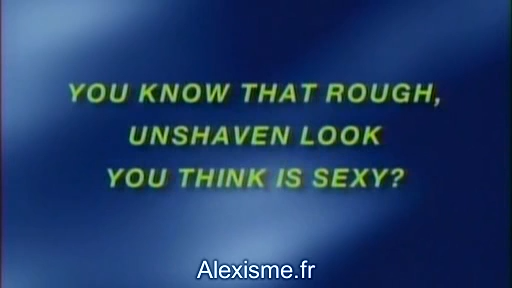 YOU KNOW THAT ROUGH,
UNSHAVEN LOOK
YOU THINK IS SEXY?
Alexisme.fr